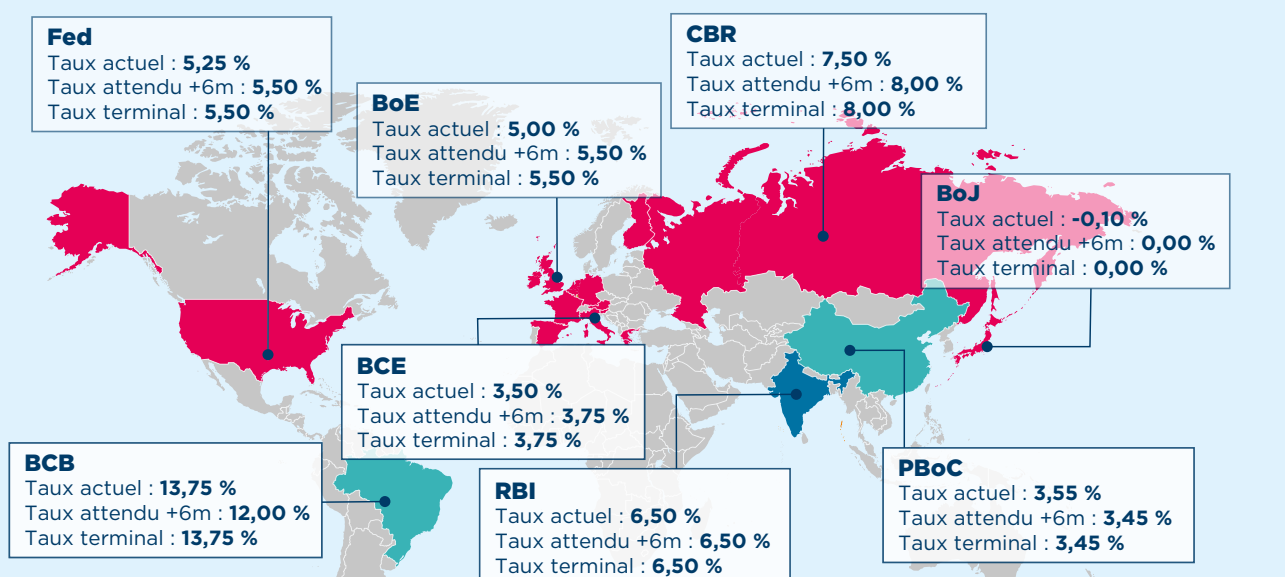 Fed
Taux actuel : 5,25 %
Taux attendu +6m : 5,50 %
Taux terminal : 5,50 %
BoE
Taux actuel : 5,00 %
Taux attendu +6m : 5,50 %
Taux terminal : 5,50 %
CBR
Taux actuel : 7,50 %
Taux attendu +6m : 8,00 %
Taux terminal : 8,00 %
BoJ
Taux actuel : -0,10 %
Taux attendu +6m : 0,00 %
Taux terminal : 0,00 %
BCE
Taux actuel : 3,50 %
Taux attendu +6m : 3,75 %
Taux terminal : 3,75 %
BCB
Taux actuel : 13,75 %
Taux attendu +6m : 12,00 %
Taux terminal : 13,75 %
RBI
Taux actuel : 6,50 %
Taux attendu +6m : 6,50 %
Taux terminal : 6,50 %
PBoC
Taux actuel : 3,55 %
Taux attendu +6m : 3,45 %
Taux terminal : 3,45 %